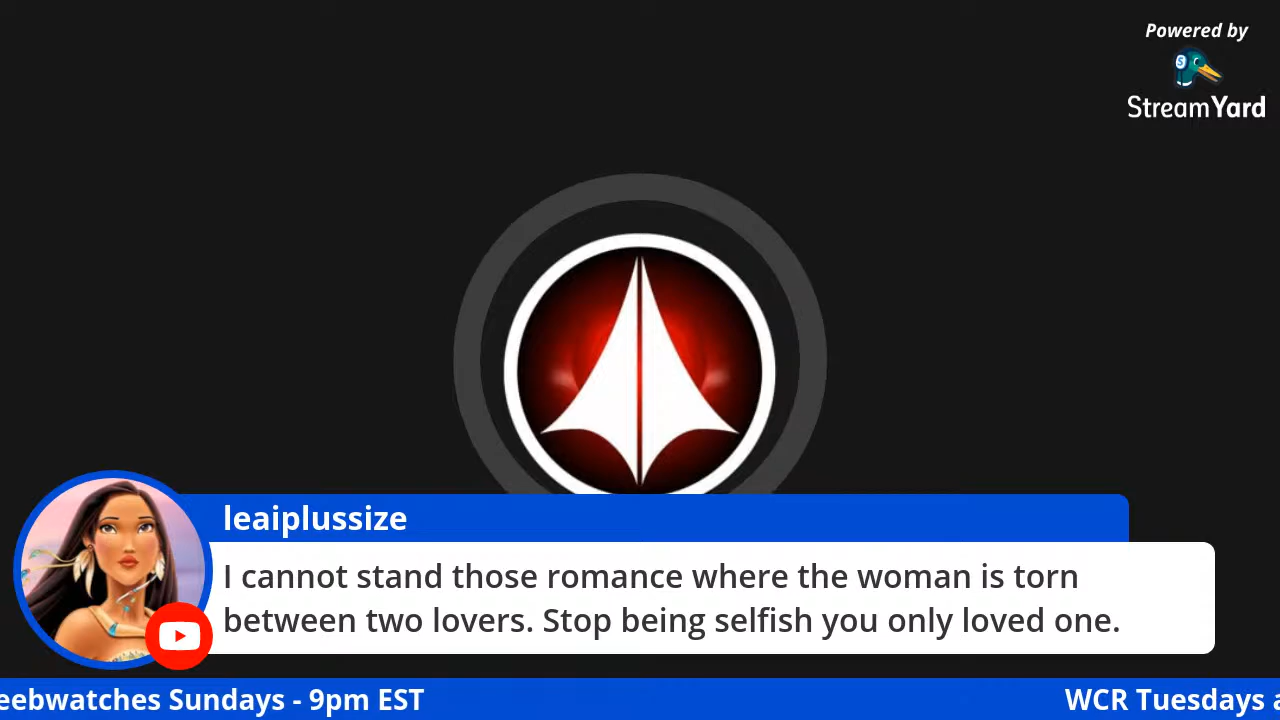 Powered by
StreamYard
leaiplussize
I cannot stand those romance where the woman is torn
between two lovers. Stop being selfish you only loved one.
eebwatches Sundays - 9pm EST WCR Tuesdays a